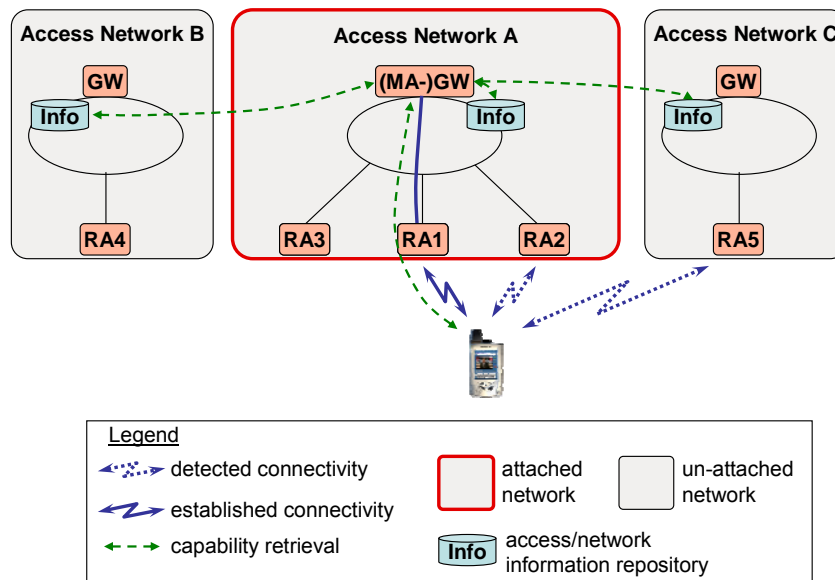 Access Network B
Access Network A
Access Network C
GW
(MA-)GW
GW
Info
Info
Info
RA4
RA3
RA1
RA2
RA5
Legend
detected connectivity
established connectivity
capability retrieval
attached
network
un-attached
network
Info
access/network
information repository